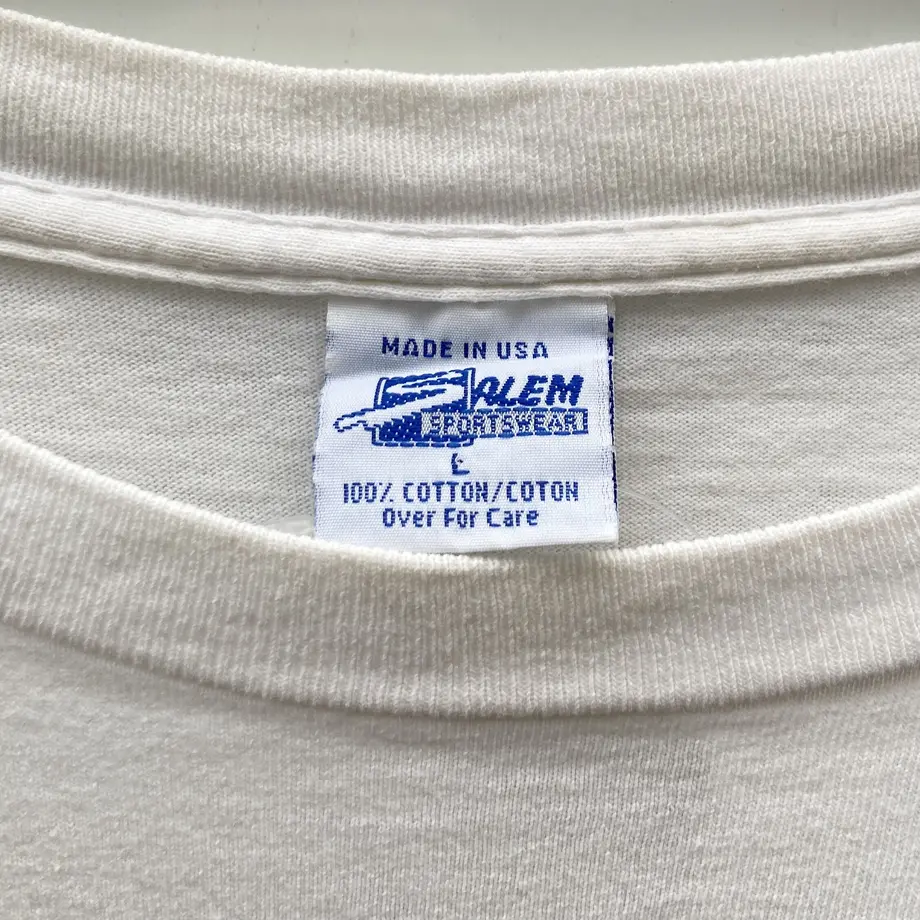 MADE IN USA
SALEM
SPORTSWEAR
L
100% COTTON/COTON
Over For Care